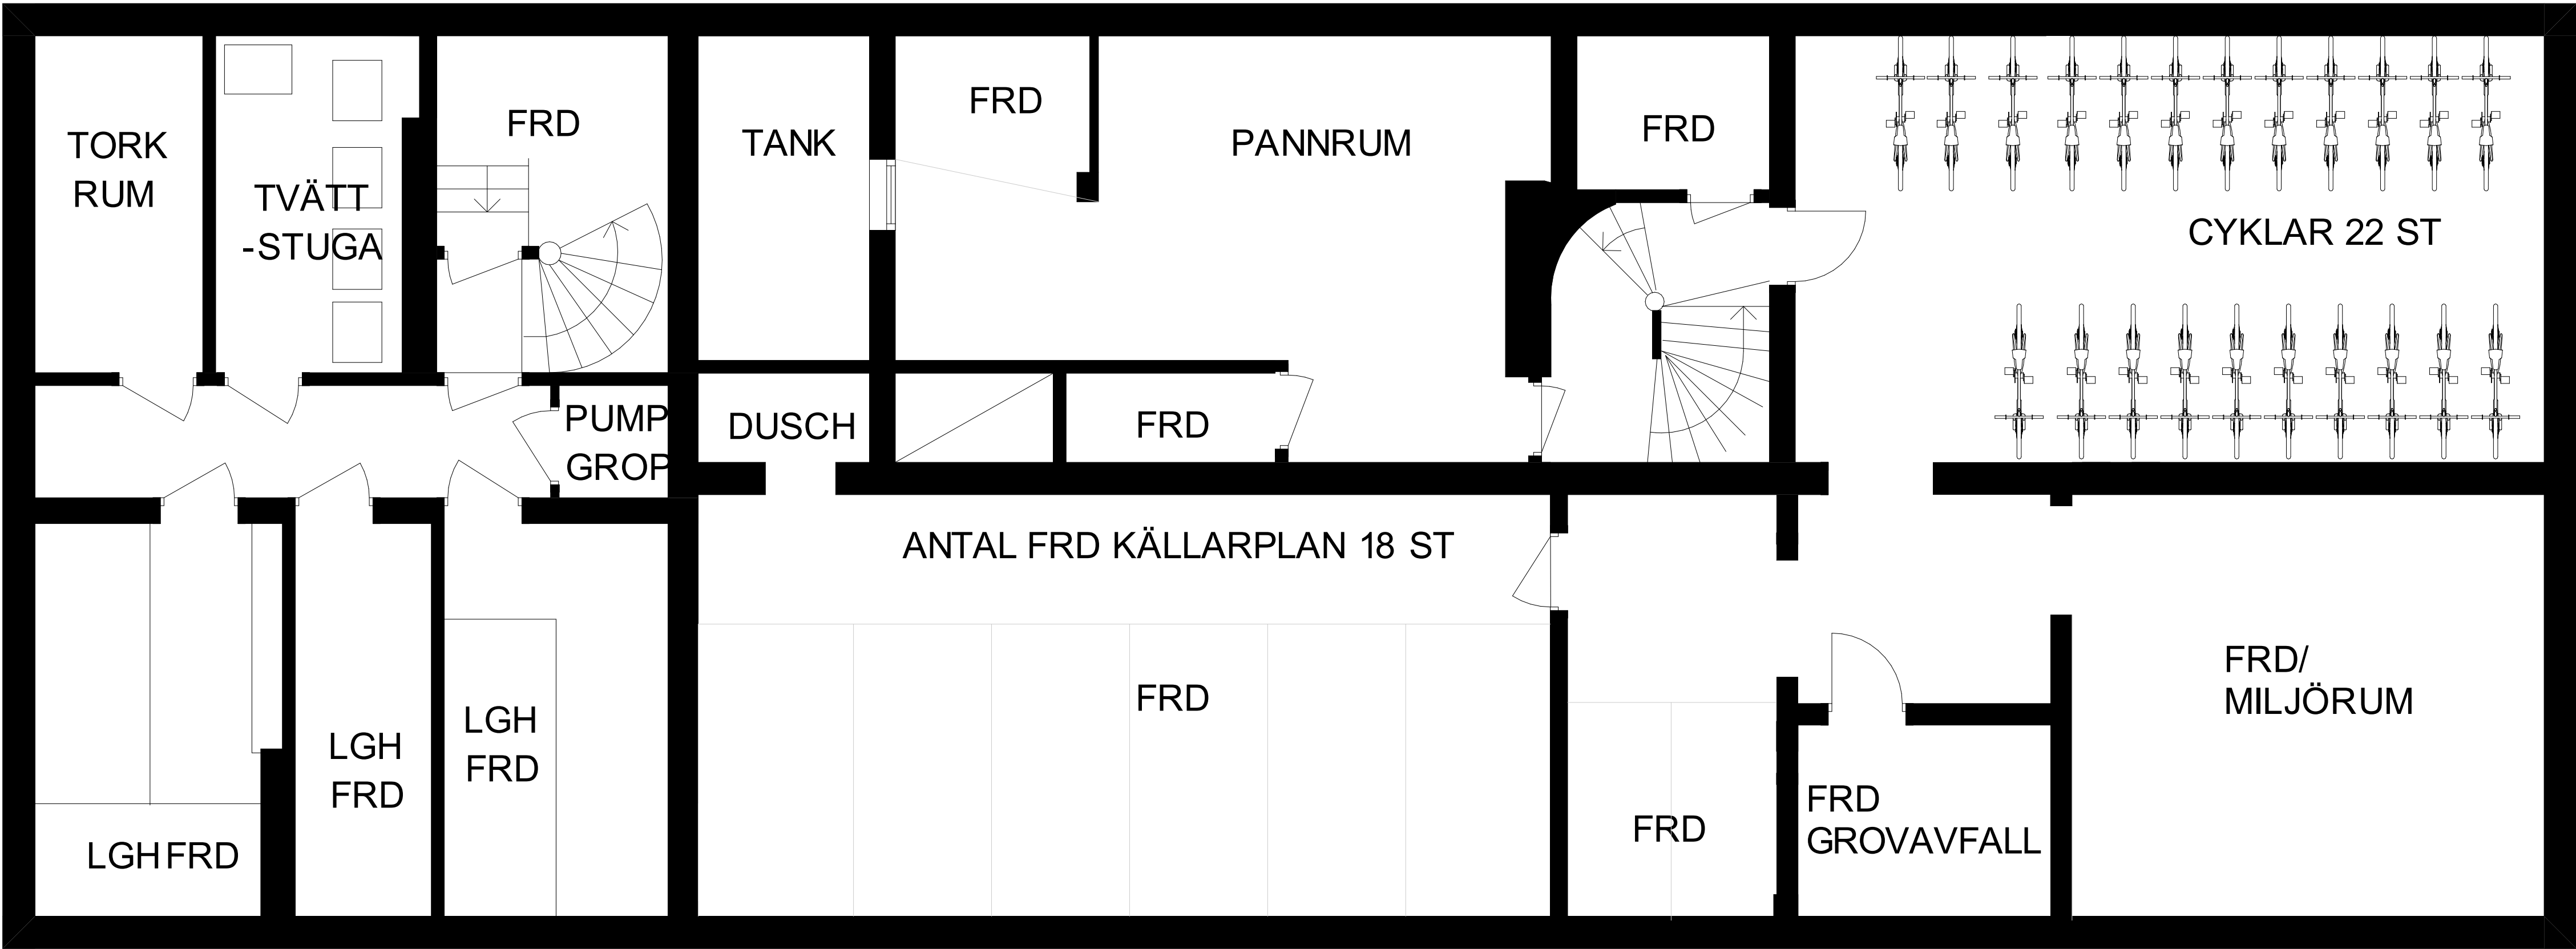 TORK
RUM
TVÄTT
-STUGA
FRD
TANK
FRD
PANNRUM
FRD
CYKLAR 22 ST
PUMP
GROP
DUSCH
FRD
ANTAL FRD KÄLLARPLAN 18 ST
LGH FRD
LGH
FRD
LGH
FRD
FRD
FRD
FRD
GROVAVFALL
FRD/
MILJÖRUM